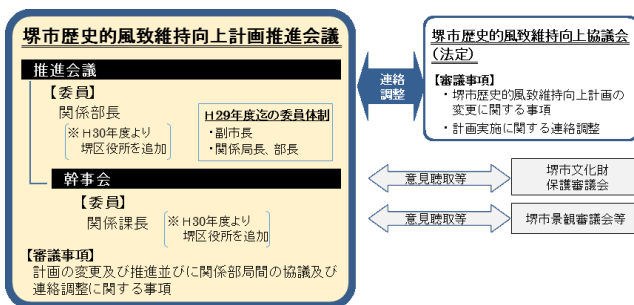 堺市歴史的風致維持向上計画推進会議
推進会議
【委員】
関係部長
※H30年度より
堺区役所を追加
H29年度迄の委員体制
・副市長
・関係局長、部長
幹事会
【委員】
関係課長
※H30年度より
堺区役所を追加
【審議事項】
計画の変更及び推進並びに関係部局間の協議及び
連絡調整に関する事項
連絡
調整
堺市歴史的風致維持向上協議会
(法定)
【審議事項】
・堺市歴史的風致維持向上計画の
変更に関する事項
・計画実施に関する連絡調整
意見聴取等
堺市文化財
保護審議会
意見聴取等
堺市景観審議会等